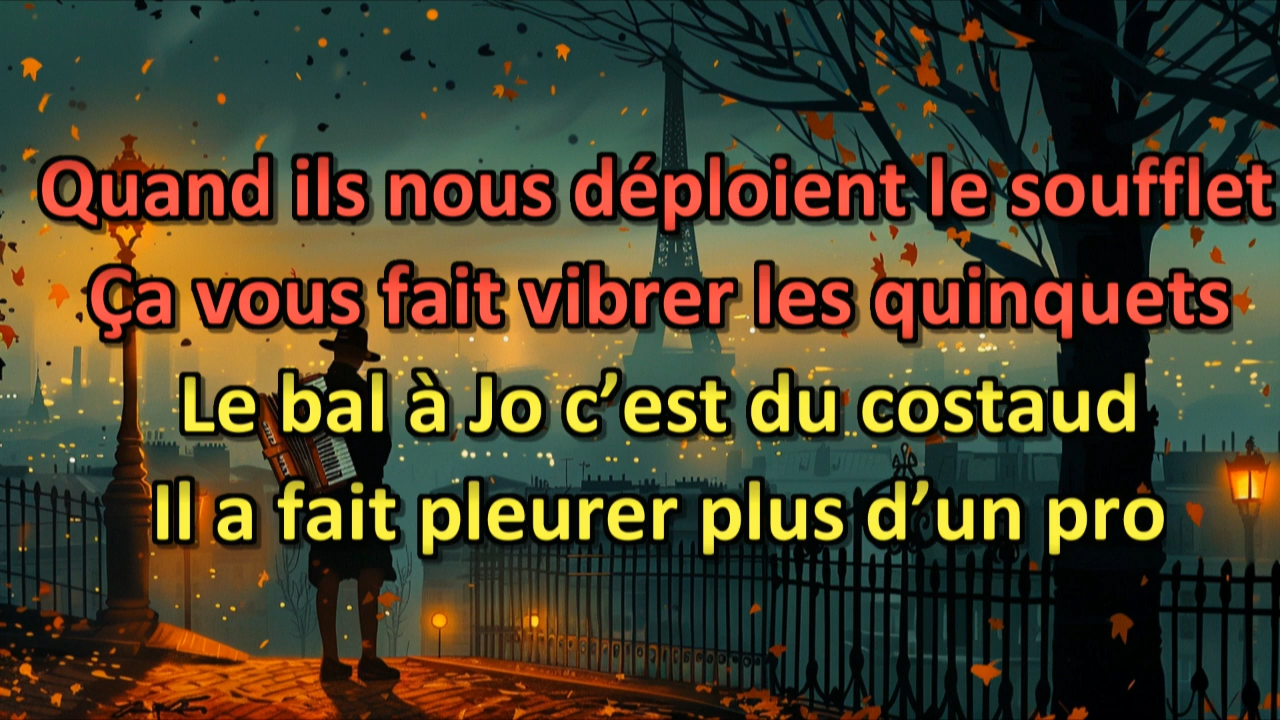 Quand ils nous déploient le soufflet
Ça vous fait vibrer les quinquets
Le bal à Jo c’est du costaud
Il a fait pleurer plus d’un pro